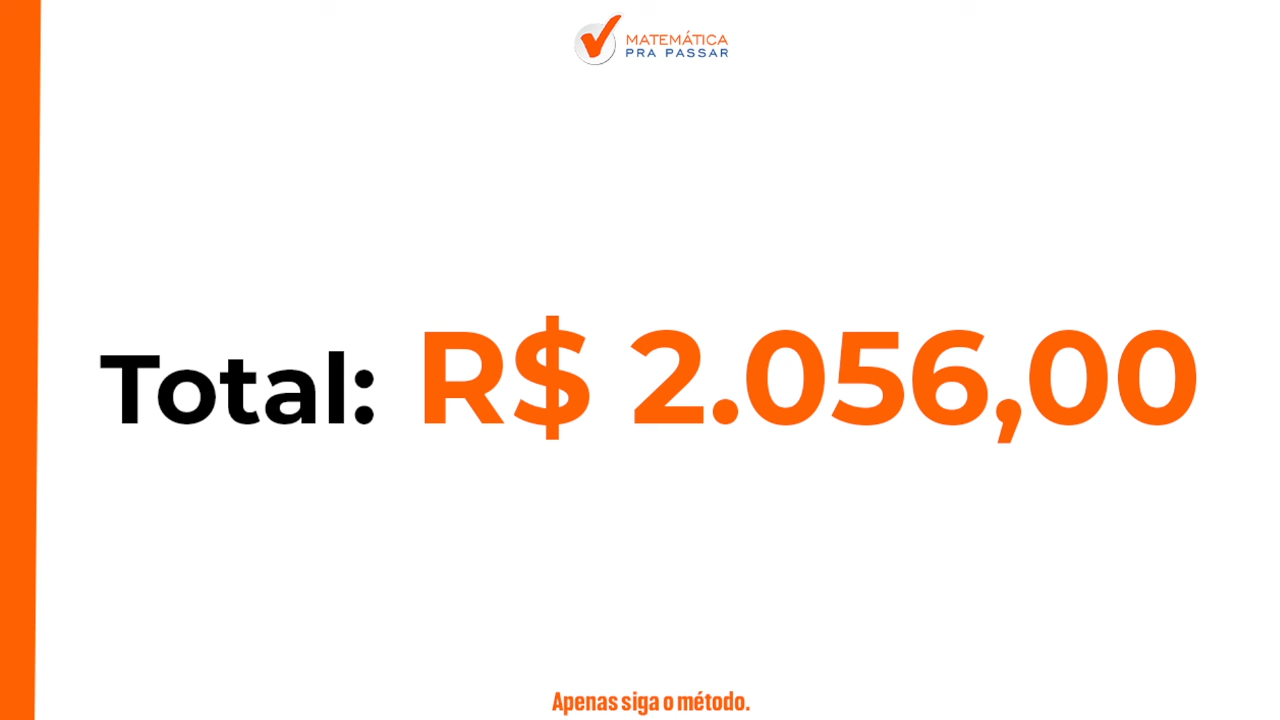 MATEMÁTICA
PRA PASSAR
Total: R$ 2.056,00
Apenas siga o método.